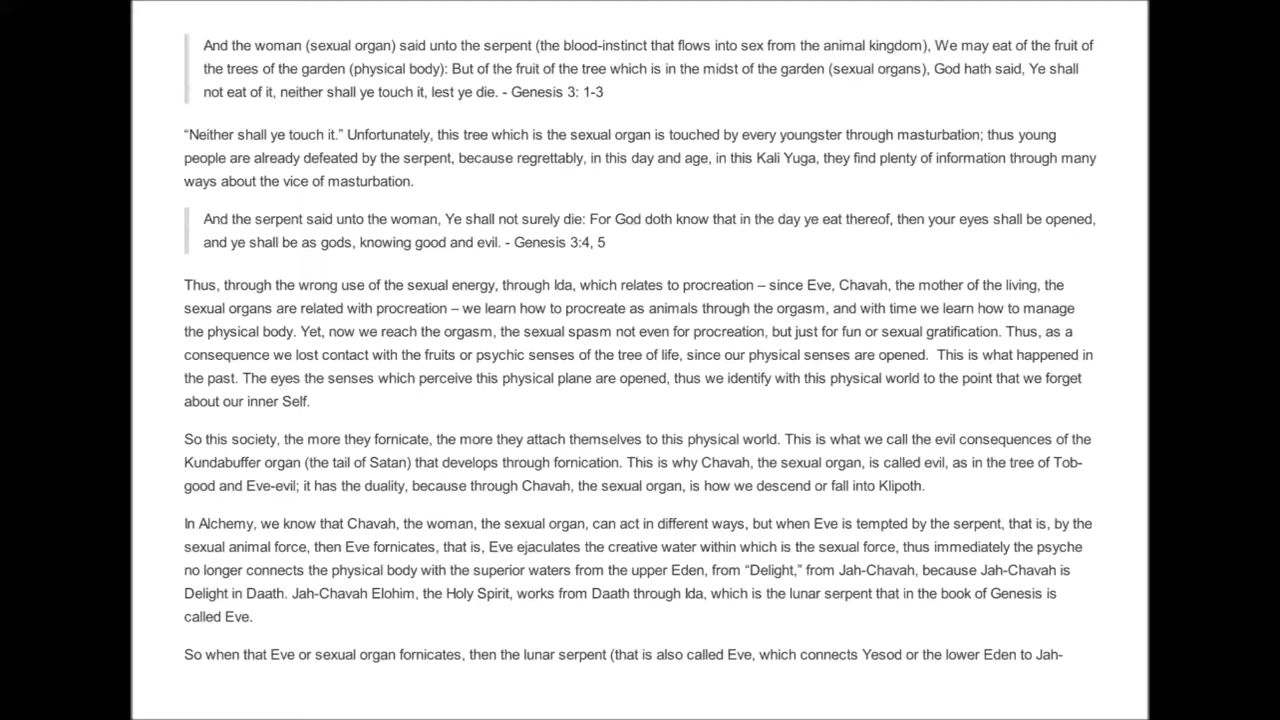 And the woman (sexual organ) said unto the serpent (the blood-instinct that flows into sex from the animal kingdom), We may eat of the fruit of
the trees of the garden (physical body): But of the fruit of the tree which is in the midst of the garden (sexual organs), God hath said, Ye shall
not eat of it, neither shall ye touch it, lest ye die. - Genesis 3: 1-3
“Neither shall ye touch it.” Unfortunately, this tree which is the sexual organ is touched by every youngster through masturbation; thus young
people are already defeated by the serpent, because regrettably, in this day and age, in this Kali Yuga, they find plenty of information through many
ways about the vice of masturbation.
And the serpent said unto the woman, Ye shall not surely die: For God doth know that in the day ye eat thereof, then your eyes shall be opened,
and ye shall be as gods, knowing good and evil. - Genesis 3:4, 5
Thus, through the wrong use of the sexual energy, through Ida, which relates to procreation – since Eve, Chavah, the mother of the living, the
sexual organs are related with procreation – we learn how to procreate as animals through the orgasm, and with time we learn how to manage
the physical body. Yet, now we reach the orgasm, the sexual spasm not even for procreation, but just for fun or sexual gratification. Thus, as a
consequence we lost contact with the fruits or psychic senses of the tree of life, since our physical senses are opened.  This is what happened in
the past. The eyes the senses which perceive this physical plane are opened, thus we identify with this physical world to the point that we forget
about our inner Self.
So this society, the more they fornicate, the more they attach themselves to this physical world. This is what we call the evil consequences of the
Kundabuffer organ (the tail of Satan) that develops through fornication. This is why Chavah, the sexual organ, is called evil, as in the tree of Tob-
good and Eve-evil; it has the duality, because through Chavah, the sexual organ, is how we descend or fall into Klipoth.
In Alchemy, we know that Chavah, the woman, the sexual organ, can act in different ways, but when Eve is tempted by the serpent, that is, by the
sexual animal force, then Eve fornicates, that is, Eve ejaculates the creative water within which is the sexual force, thus immediately the psyche
no longer connects the physical body with the superior waters from the upper Eden, from “Delight,” from Jah-Chavah, because Jah-Chavah is
Delight in Daath. Jah-Chavah Elohim, the Holy Spirit, works from Daath through Ida, which is the lunar serpent that in the book of Genesis is
called Eve.
So when that Eve or sexual organ fornicates, then the lunar serpent (that is also called Eve, which connects Yesod or the lower Eden to Jah-